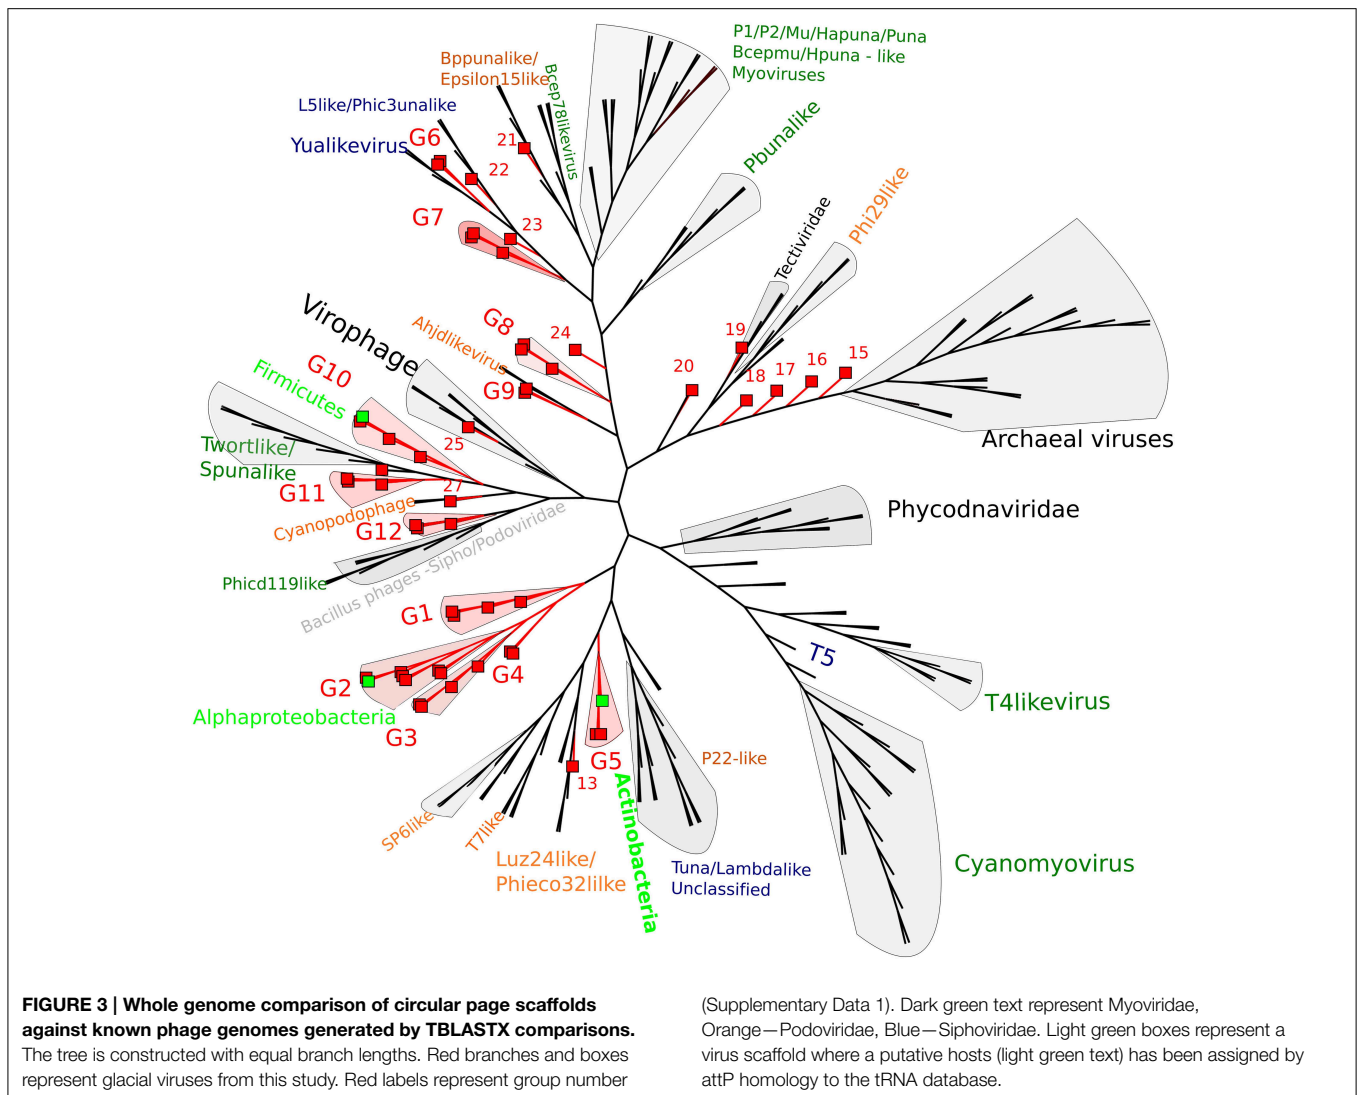 P1/P2/Mu/Hapuna/Puna
Bcepmu/Hpuna - like
Myoviruses
Bppunalike/
Epsilon15like
Bcep78likevirus
L5like/Phic3unalike
Yualikevirus
G6
21
22
Pbunalike
G7
23
Tectiviridae
Phi29like
Virophage
G8
24
19
Ahjdlikevirus
G9
20
18
17
16
15
G10
Firmicutes
25
Archaeal viruses
Twortlike/
Spunalike
G11
27
Cyanopodophage
G12
Phycodnaviridae
Bacillus phages -Sipho/Podoviridae
Phicd119like
G1
T5
G4
G2
T4likevirus
Alphaproteobacteria
G3
G5
P22-like
13
Actinobacteria
SP6like
T7like
Luz24like/
Phieco32lilke
Tuna/Lambdalike
Unclassified
Cyanomyovirus
FIGURE 3 | Whole genome comparison of circular page scaffolds
against known phage genomes generated by TBLASTX comparisons.
The tree is constructed with equal branch lengths. Red branches and boxes
represent glacial viruses from this study. Red labels represent group number
(Supplementary Data 1). Dark green text represent Myoviridae,
Orange—Podoviridae, Blue—Siphoviridae. Light green boxes represent a
virus scaffold where a putative hosts (light green text) has been assigned by
attP homology to the tRNA database.